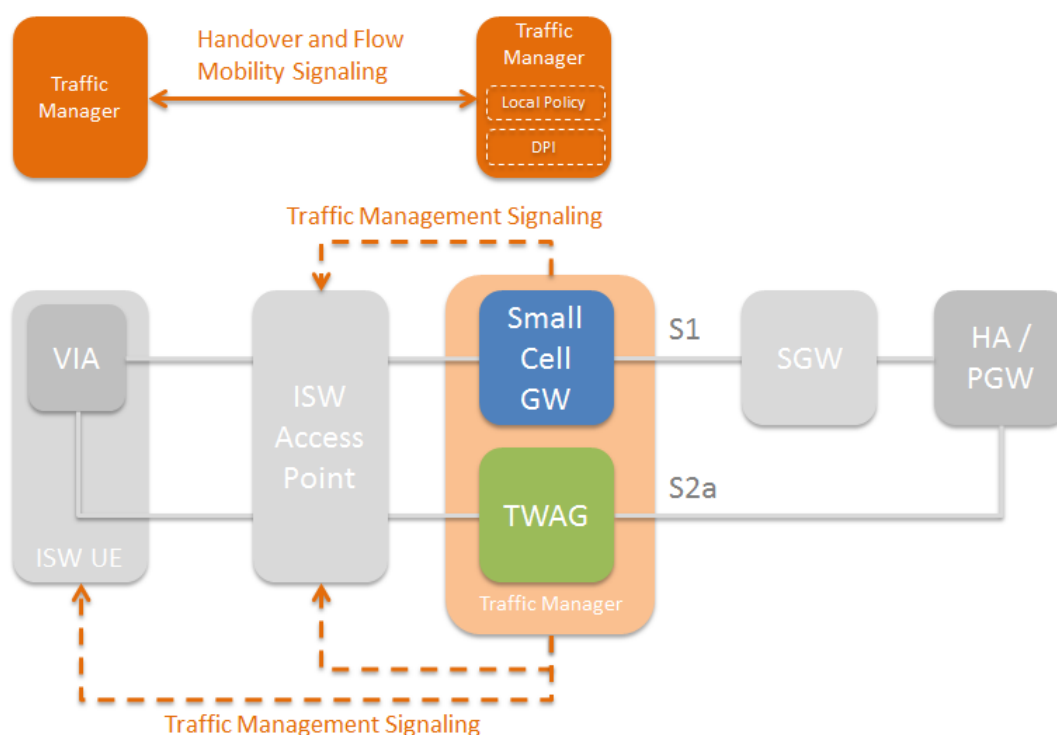 Traffic
Manager
Handover and Flow
Mobility Signaling
Traffic
Manager
Local Policy
DPI
Traffic Management Signaling
VIA
ISW UE
ISW
Access
Point
Small
Cell
GW
TWAG
Traffic Manager
S1
S2a
SGW
HA /
PGW
Traffic Management Signaling